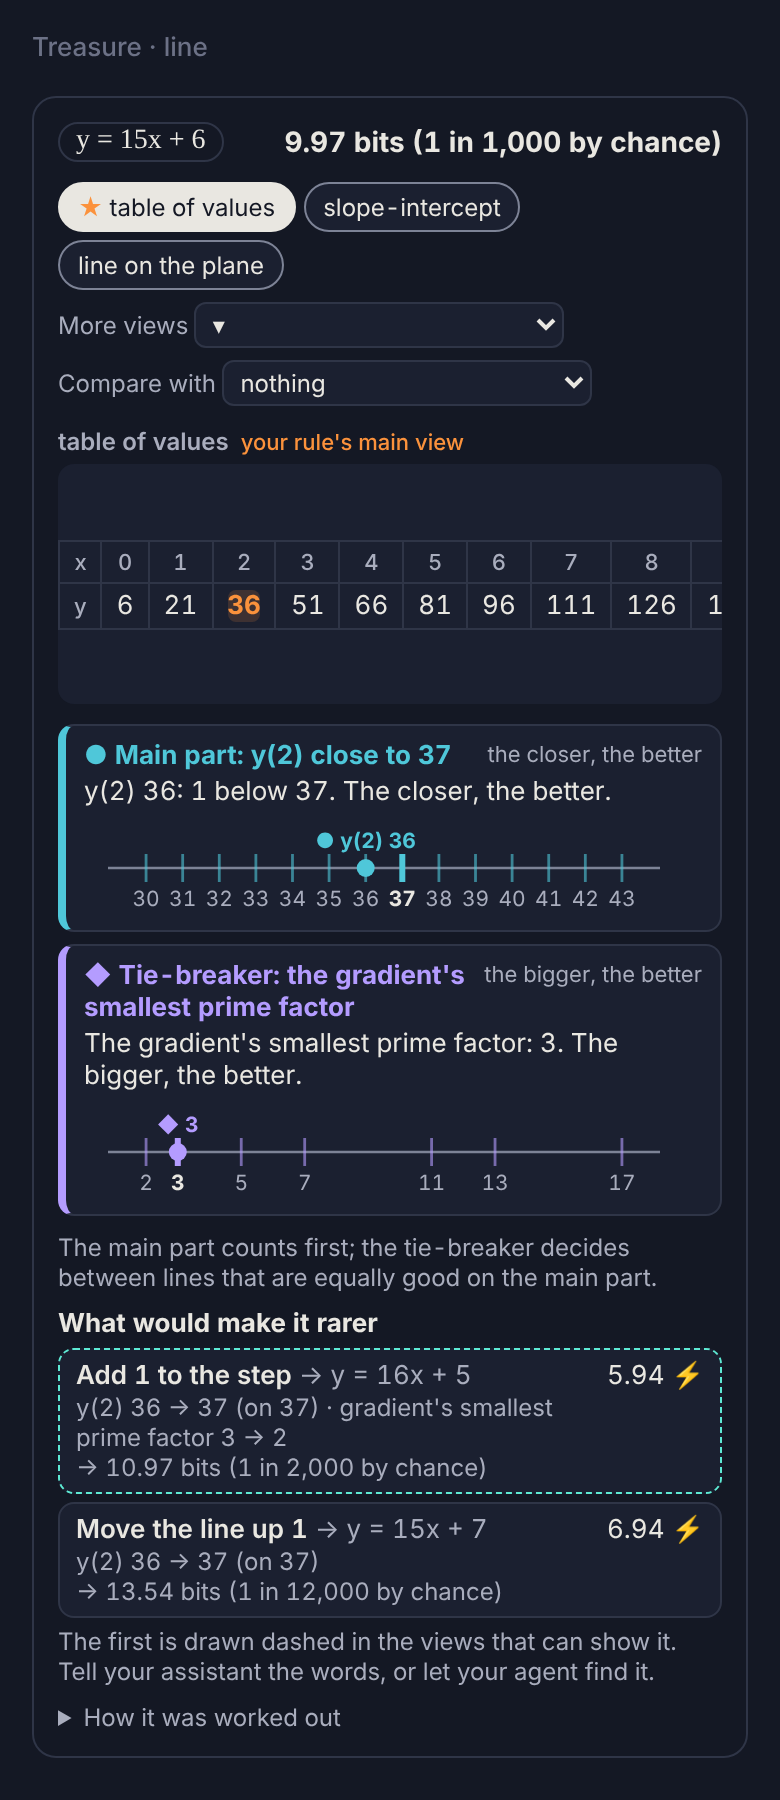 Treasure · line
y = 15x + 6
9.97 bits (1 in 1,000 by chance)
★ table of values
slope-intercept
line on the plane
More views ▼
Compare with nothing
table of values your rule's main view
x 0 1 2 3 4 5 6 7 8
y 6 21 36 51 66 81 96 111 126 1
Main part: y(2) close to 37 the closer, the better
y(2) 36: 1 below 37. The closer, the better.
y(2) 36
30 31 32 33 34 35 36 37 38 39 40 41 42 43
Tie-breaker: the gradient's the bigger, the better
smallest prime factor
The gradient's smallest prime factor: 3. The
bigger, the better.
3
2 3 5 7 11 13 17
The main part counts first; the tie-breaker decides
between lines that are equally good on the main part.
What would make it rarer
Add 1 to the step → y = 16x + 5 5.94 ⚡
y(2) 36 → 37 (on 37) · gradient's smallest
prime factor 3 → 2
→ 10.97 bits (1 in 2,000 by chance)
Move the line up 1 → y = 15x + 7 6.94 ⚡
y(2) 36 → 37 (on 37)
→ 13.54 bits (1 in 12,000 by chance)
The first is drawn dashed in the views that can show it.
Tell your assistant the words, or let your agent find it.
▶ How it was worked out